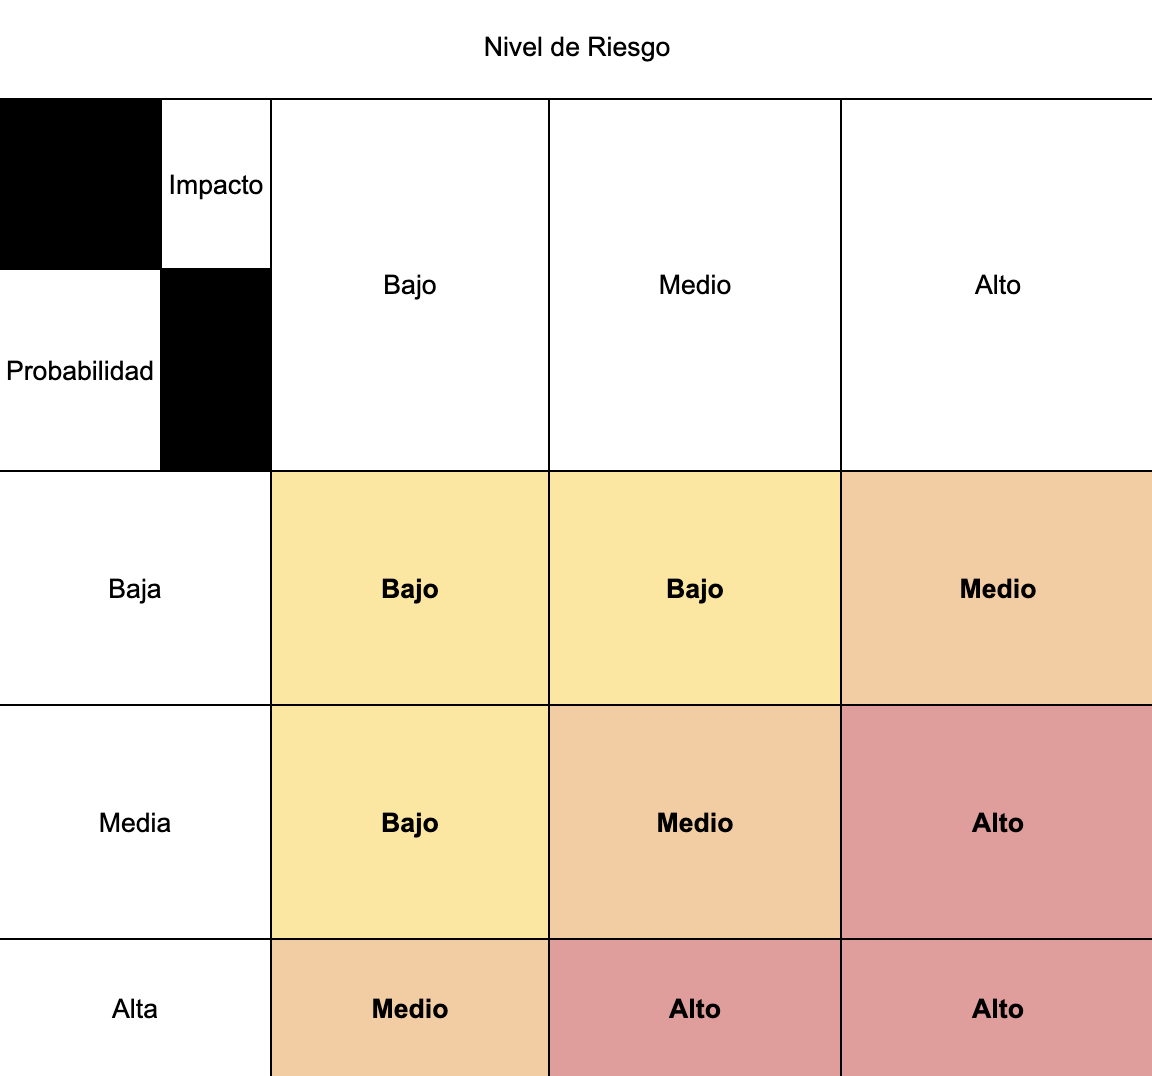 Nivel de Riesgo
Impacto
Bajo
Medio
Alto
Probabilidad
Baja
Bajo
Bajo
Medio
Media
Bajo
Medio
Alto
Alta
Medio
Alto
Alto